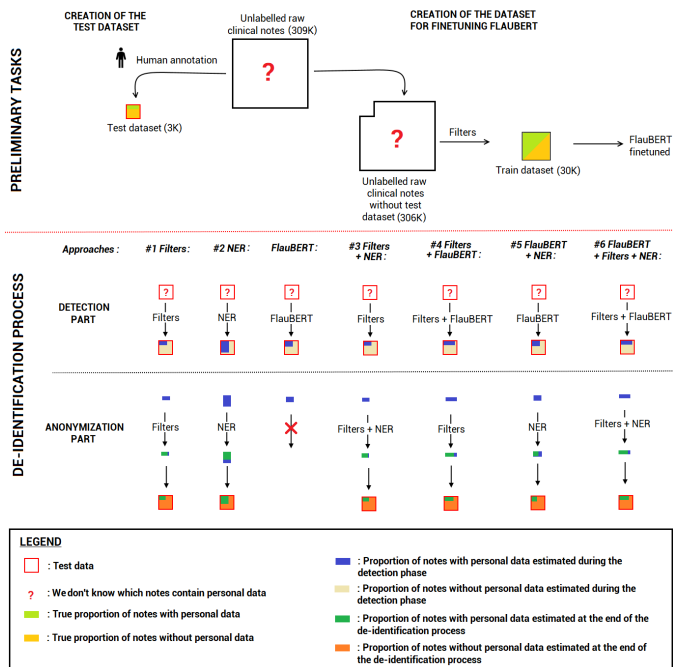 CREATION OF THE
TEST DATASET
Unlabelled raw
clinical notes (309K)
CREATION OF THE DATASET
FOR FINETUNING FLAUBERT
PRELIMINARY TASKS
Human annotation
?
Test dataset (3K)
?
Filters
FlauBERT
finetuned
Train dataset (30K)
Unlabelled raw
clinical notes
without test
dataset (306K)
DE-IDENTIFICATION PROCESS
Approaches :
#1 Filters:
#2 NER :
FlauBERT:
#3 Filters
+ NER:
#4 Filters
+ FlauBERT:
#5 FlauBERT
+ NER:
#6 FlauBERT
+ Filters + NER:
DETECTION
PART
? ? ? ? ? ? ?
Filters
NER
FlauBERT
Filters
Filters + FlauBERT
FlauBERT
Filters + FlauBERT
ANONYMIZATION
PART
Filters
NER
Filters + NER
Filters
NER
Filters + NER
LEGEND
: Test data
? : We don't know which notes contain personal data
: True proportion of notes with personal data
: True proportion of notes without personal data
: Proportion of notes with personal data estimated during the
detection phase
: Proportion of notes without personal data estimated during the
detection phase
: Proportion of notes with personal data estimated at the end of the
de-identification process
: Proportion of notes without personal data estimated at the end of
the de-identification process